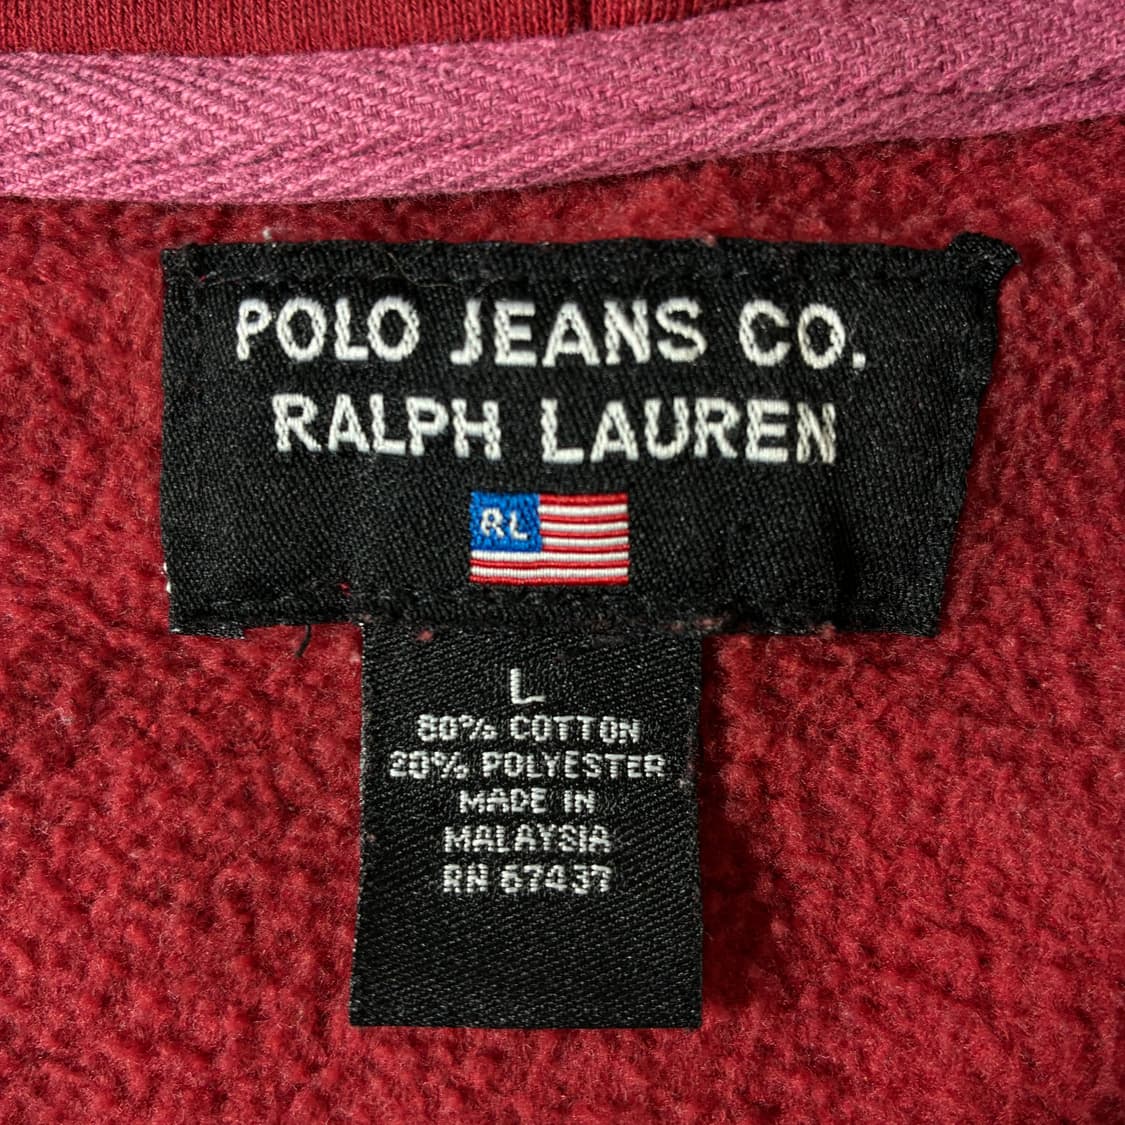 POLO JEANS CO.
RALPH LAUREN
RL
L
80% COTTON
20% POLYESTER
MADE IN
MALAYSIA
RN 67437